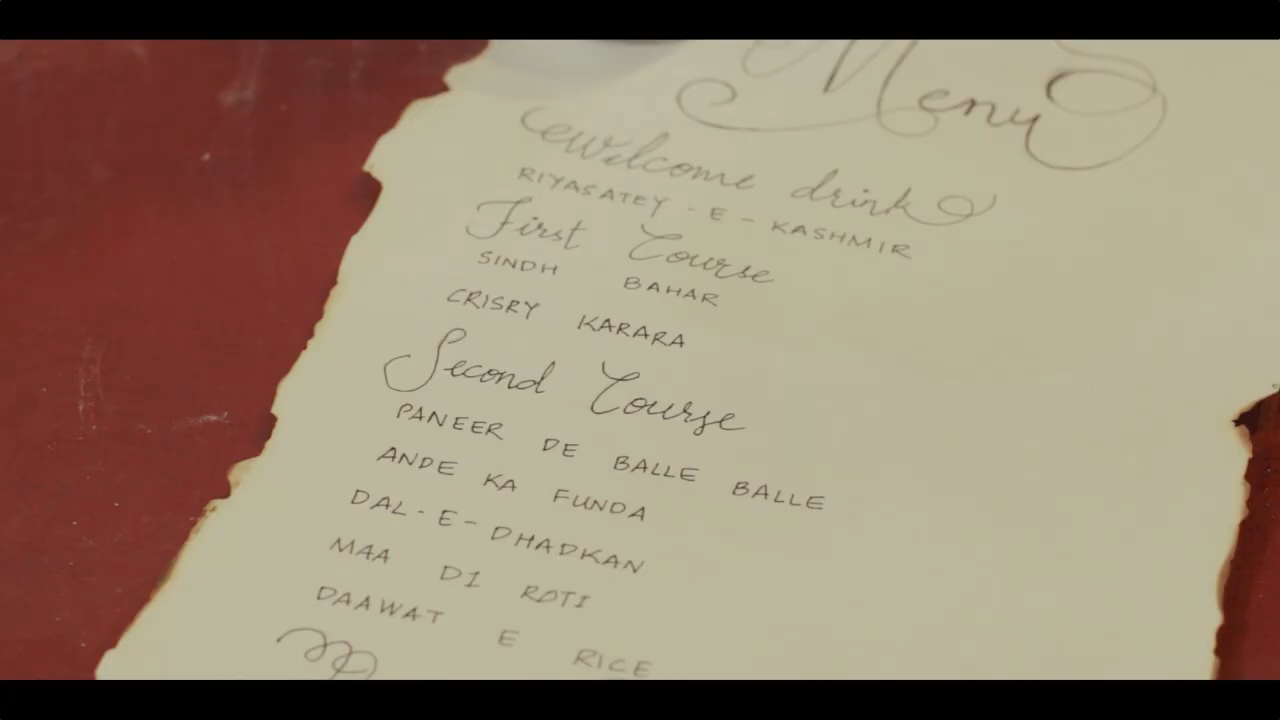 Menu
Welcome drink
RIYASATEY - E - KASHMIR
First Course
SINDH BAHAR
CRISRY KARARA
Second Course
PANEER DE BALLE BALLE
ANDE KA FUNDA
DAL - E - DHADKAN
MAA DI ROTI
DAAWAT E RICE